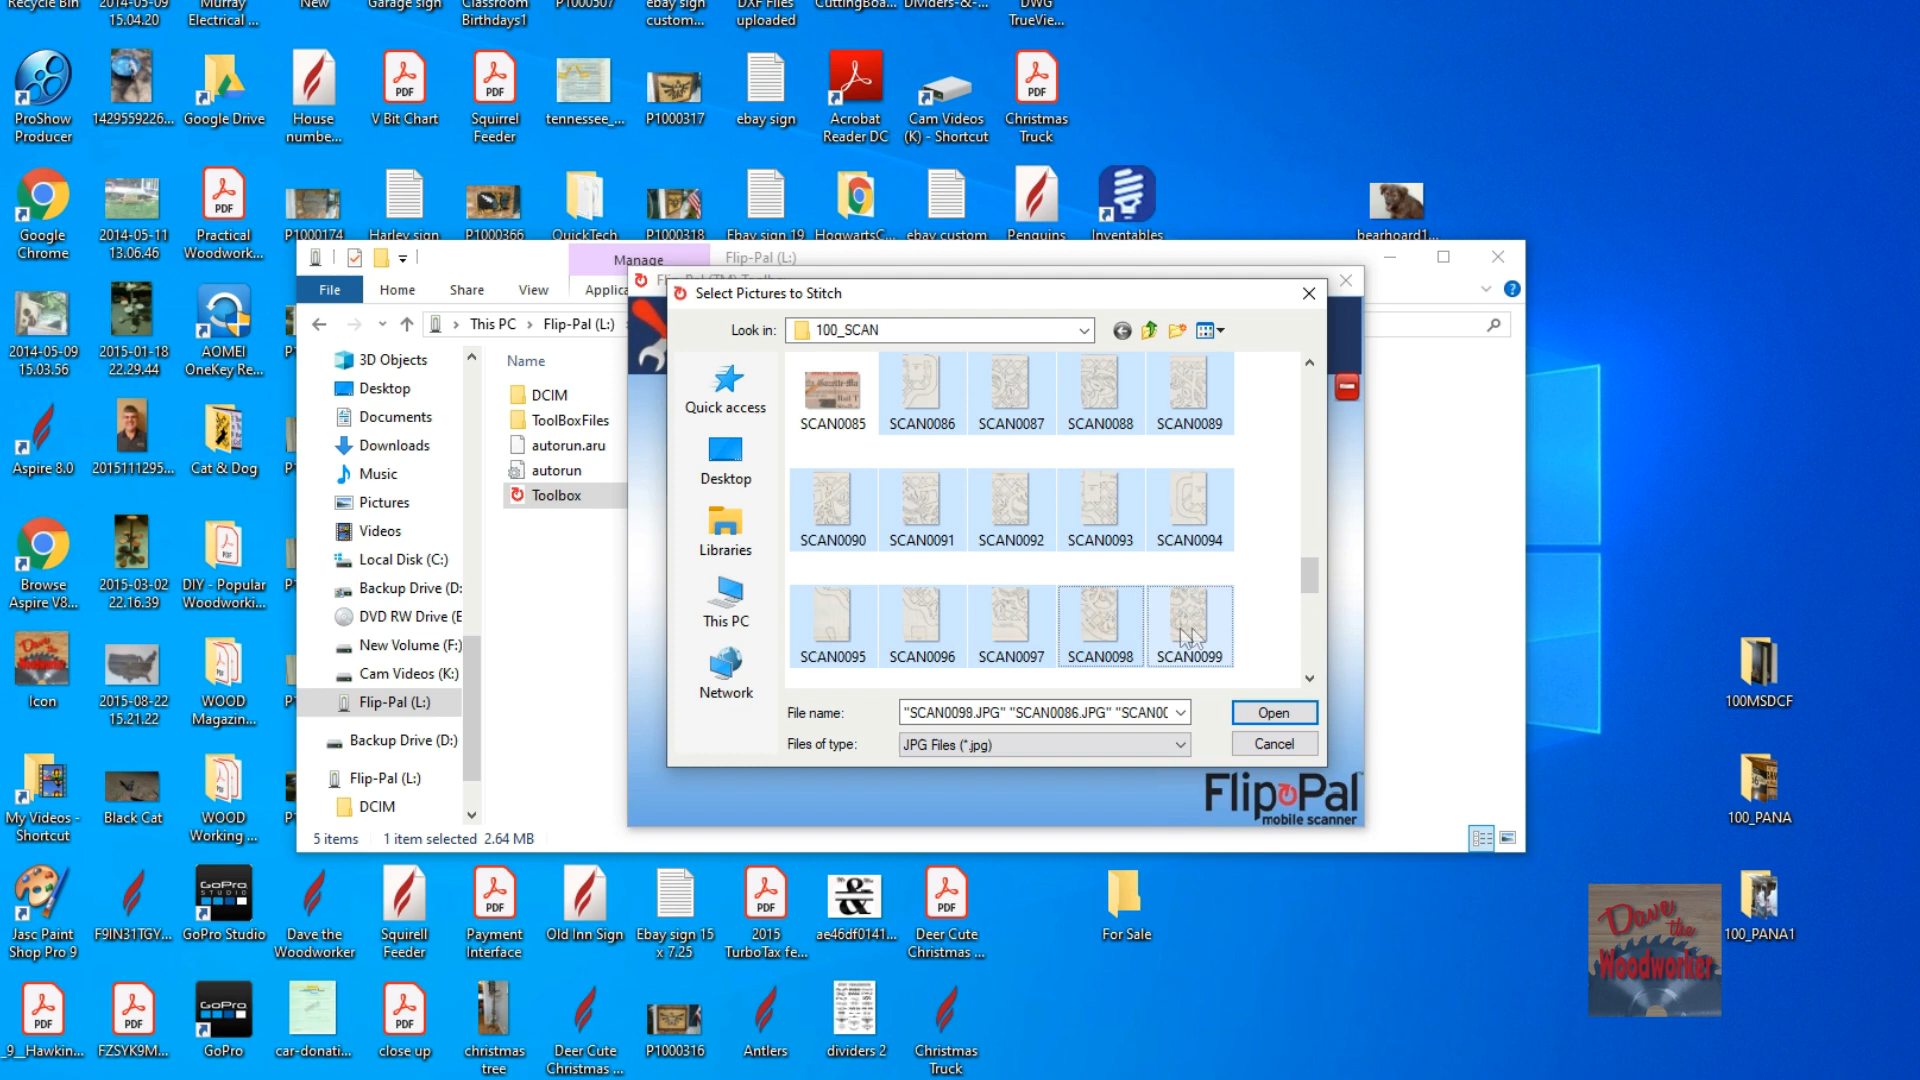 Recycle Bin
2014-05-09
15.04.20
Murray
Electrical ...
New
Garage sign
Classroom
Birthdays1
P1000507
ebay sign
custom...
DXF Files
uploaded
CuttingBoa...
Dividers-&-...
DWG
TrueVie...
ProShow
Producer
1429559226...
Google Drive
House
numbe...
V Bit Chart
Squirrel
Feeder
tennessee_...
P1000317
ebay sign
Acrobat
Reader DC
Cam Videos
(K) - Shortcut
Christmas
Truck
Google
Chrome
2014-05-11
13.06.46
Practical
Woodwork...
P1000174
Harley sign
P1000366
QuickTech
P1000318
Ebay sign 19
HogwartsC...
ebay custom
Penguins
Inventables
bearhoard1...
Manage
Flip-Pal (L:)
File
Home
Share
View
Applica
Select Pictures to Stitch
This PC
Flip-Pal (L:)
Look in:
100_SCAN
2014-05-09
15.03.56
2015-01-18
22.29.44
AOMEI
OneKey Re...
3D Objects
Desktop
Documents
Downloads
Music
Pictures
Videos
Local Disk (C:)
Backup Drive (D:
DVD RW Drive (E
New Volume (F:)
Cam Videos (K:)
Flip-Pal (L:)
Backup Drive (D:)
Flip-Pal (L:)
DCIM
Name
DCIM
ToolBoxFiles
autorun.aru
autorun
Toolbox
Quick access
Desktop
Libraries
This PC
Network
SCAN0085
SCAN0086
SCAN0087
SCAN0088
SCAN0089
SCAN0090
SCAN0091
SCAN0092
SCAN0093
SCAN0094
SCAN0095
SCAN0096
SCAN0097
SCAN0098
SCAN0099
File name:
"SCAN0098.JPG" "SCAN0086.JPG" "SCAN00
Open
Files of type:
JPG Files (*.jpg)
Cancel
Flip Pal
mobile scanner
5 items
1 item selected
2.64 MB
Aspire 8.0
2015111295...
Cat & Dog
Browse
Aspire V8...
2015-03-02
22.16.39
DIY - Popular
Woodworki...
Icon
2015-08-22
15.21.22
WOOD
Magazin...
My Videos -
Shortcut
Black Cat
WOOD
Working ...
100MSDCF
100_PANA
100_PANA1
Jasc Paint
Shop Pro 9
F9IN31TGY...
GoPro Studio
Dave the
Woodworker
Squirell
Feeder
Payment
Interface
Old Inn Sign
Ebay sign 15
x 7.25
2015
TurboTax fe...
ae46df0141...
Deer Cute
Christmas ...
For Sale
Dave
the
Woodworker
_9__Hawkin...
FZSYK9M...
GoPro
car-donati...
close up
christmas
tree
Deer Cute
Christmas ...
P1000316
Antlers
dividers 2
Christmas
Truck